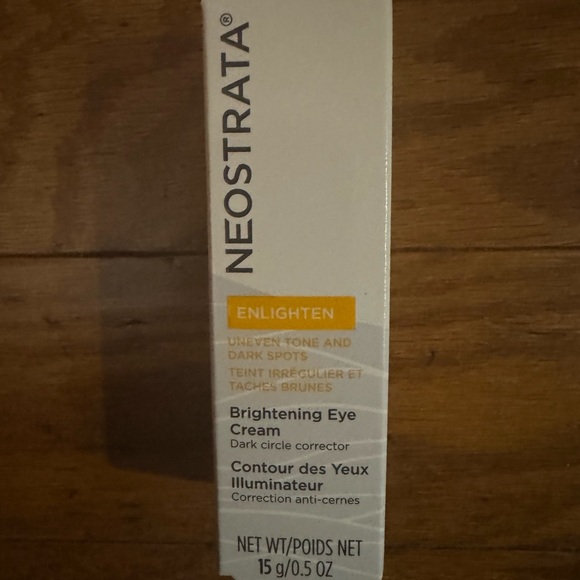 NEOSTRATA®
ENLIGHTEN
UNEVEN TONE AND
DARK SPOTS
TEINT IRRÉGULIER ET
TACHES BRUNES
Brightening Eye
Cream
Dark circle corrector
Contour des Yeux
Illuminateur
Correction anti-cernes
NET WT/POIDS NET
15 g/0.5 OZ